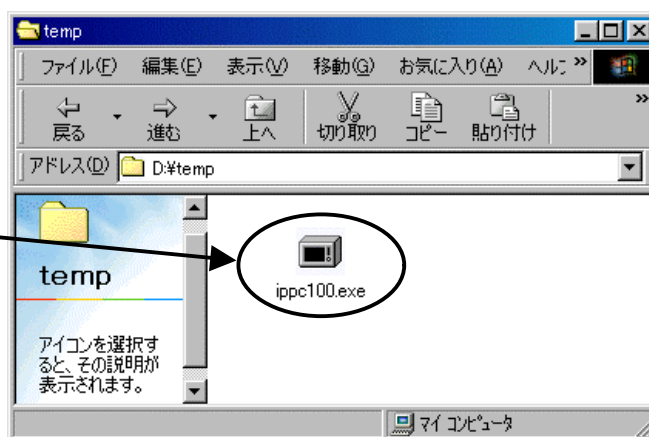 temp
ファイル(F) 編集(E) 表示(V) 移動(G) お気に入り(A) ヘルプ »
戻る 進む 上へ 切り取り コピー 貼り付け »
アドレス(D) D:¥temp
temp
アイコンを選択す
ると、その説明が
表示されます。
ippc100.exe
マイ コンピュータ